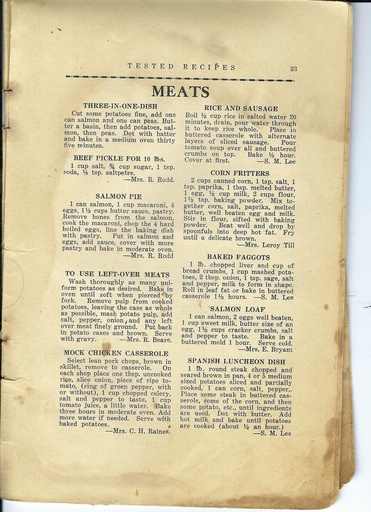 TESTED RECIPES 33
MEATS
THREE-IN-ONE-DISH
Cut some potatoes fine, add one
can salmon and one can peas. But-
ter a basin, then add potatoes, sal-
mon, then peas. Dot with butter
and bake in a medium oven thirty
five minutes.
BEEF PICKLE FOR 10 lbs.
1 cup salt, ¾ cup sugar, 1 tsp.
soda, ½ tsp. saltpetre.
—Mrs. R. Rodd.
SALMON PIE
1 can salmon, 1 cup macaroni, 4
eggs, 1½ cups butter sauce, pastry.
Remove bones from the salmon,
cook the macaroni, chop the 4 hard
boiled eggs, line the baking dish
with pastry. Put in salmon and
eggs, add sauce, cover with more
pastry and bake in moderate oven.
—Mrs. R. Rodd
TO USE LEFT-OVER MEATS
Wash thoroughly as many uni-
form potatoes as desired. Bake in
oven until soft when pierced by
fork. Remove pulp from cooked
potatoes, leaving the case as whole
as possible, mash potato pulp, add
salt, pepper, onion, and any left
over meat finely ground. Put back
in potato cases and brown. Serve
with gravy. —Mrs. R. Beare.
MOCK CHICKEN CASSEROLE
Select lean pork chops, brown in
skillet, remove to casserole. On
each shop place one tbsp. uncooked
rice, slice onion, piece of ripe to-
mato, (ring of green pepper, with
or without), 1 cup chopped celery,
salt and pepper to taste, 1 cup
tomato juice, a little water. Bake
three hours in moderate oven. Add
more water if needed. Serve with
baked potatoes.
—Mrs. C. H. Raines.
RICE AND SAUSAGE
Boil ½ cup rice in salted water 20
minutes, drain, pour water through
it to keep rice whole. Place in
buttered casserole with alternate
layers of sliced sausage. Pour
tomato soup over all and buttered
crumbs on top. Bake ½ hour.
Cover at first. —S. M. Lee
CORN FRITTERS
2 cups canned corn, 1 tsp. salt, 1
tsp. paprika, 1 tbsp. melted butter,
1 egg, ½ cup milk, 2 cups flour,
1½ tsp. baking powder. Mix to-
gether corn, salt, paprika, melted
butter, well beaten egg and milk.
Stir in flour, sifted with baking
powder. Beat well and drop by
spoonfuls into deep hot fat. Fry
until a delicate brown.
—Mrs. Leroy Till
BAKED FAGGOTS
1 lb. chopped liver and cup of
bread crumbs, 1 cup mashed pota-
toes, 2 tbsp. onion, 1 tsp. sage, salt
and pepper, milk to form in shape.
Roll in leaf fat or bake in buttered
casserole 1½ hours. —S. M. Lee
SALMON LOAF
1 can salmon, 2 eggs well beaten,
1 cup sweet milk, butter size of an
egg, 1½ cups cracker crumbs, salt
and pepper to taste. Bake in a
buttered mold 1 hour. Serve cold.
—Mrs. E. Bryant
SPANISH LUNCHEON DISH
1 lb. round steak chopped and
seared brown in pan, 4 or 5 medium
sized potatoes sliced and partially
cooked, 1 can corn, salt, pepper.
Place some steak in buttered cas-
serole, some of the corn, and then
some potato, etc., until ingredients
are used. Dot with butter. Add
hot milk and bake until potatoes
are cooked (about ½ an hour.)
—S. M. Lee